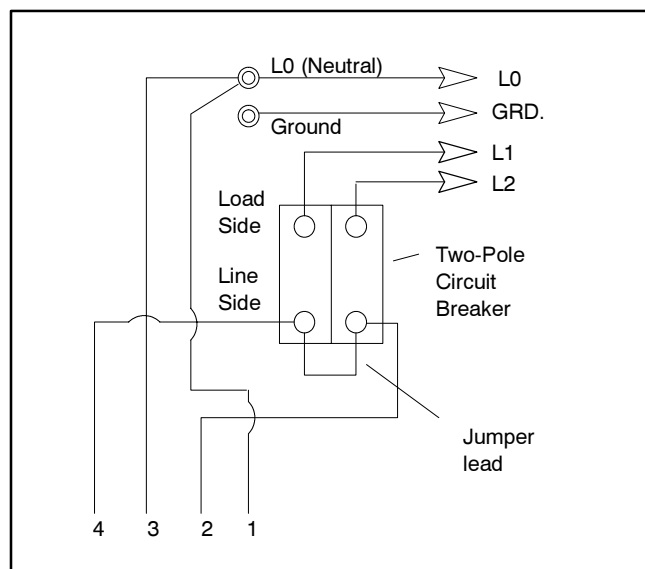 L0 (Neutral)
L0
GRD.
Ground
L1
L2
Load
Side
Two-Pole
Circuit
Breaker
Line
Side
Jumper
lead
4 3 2 1